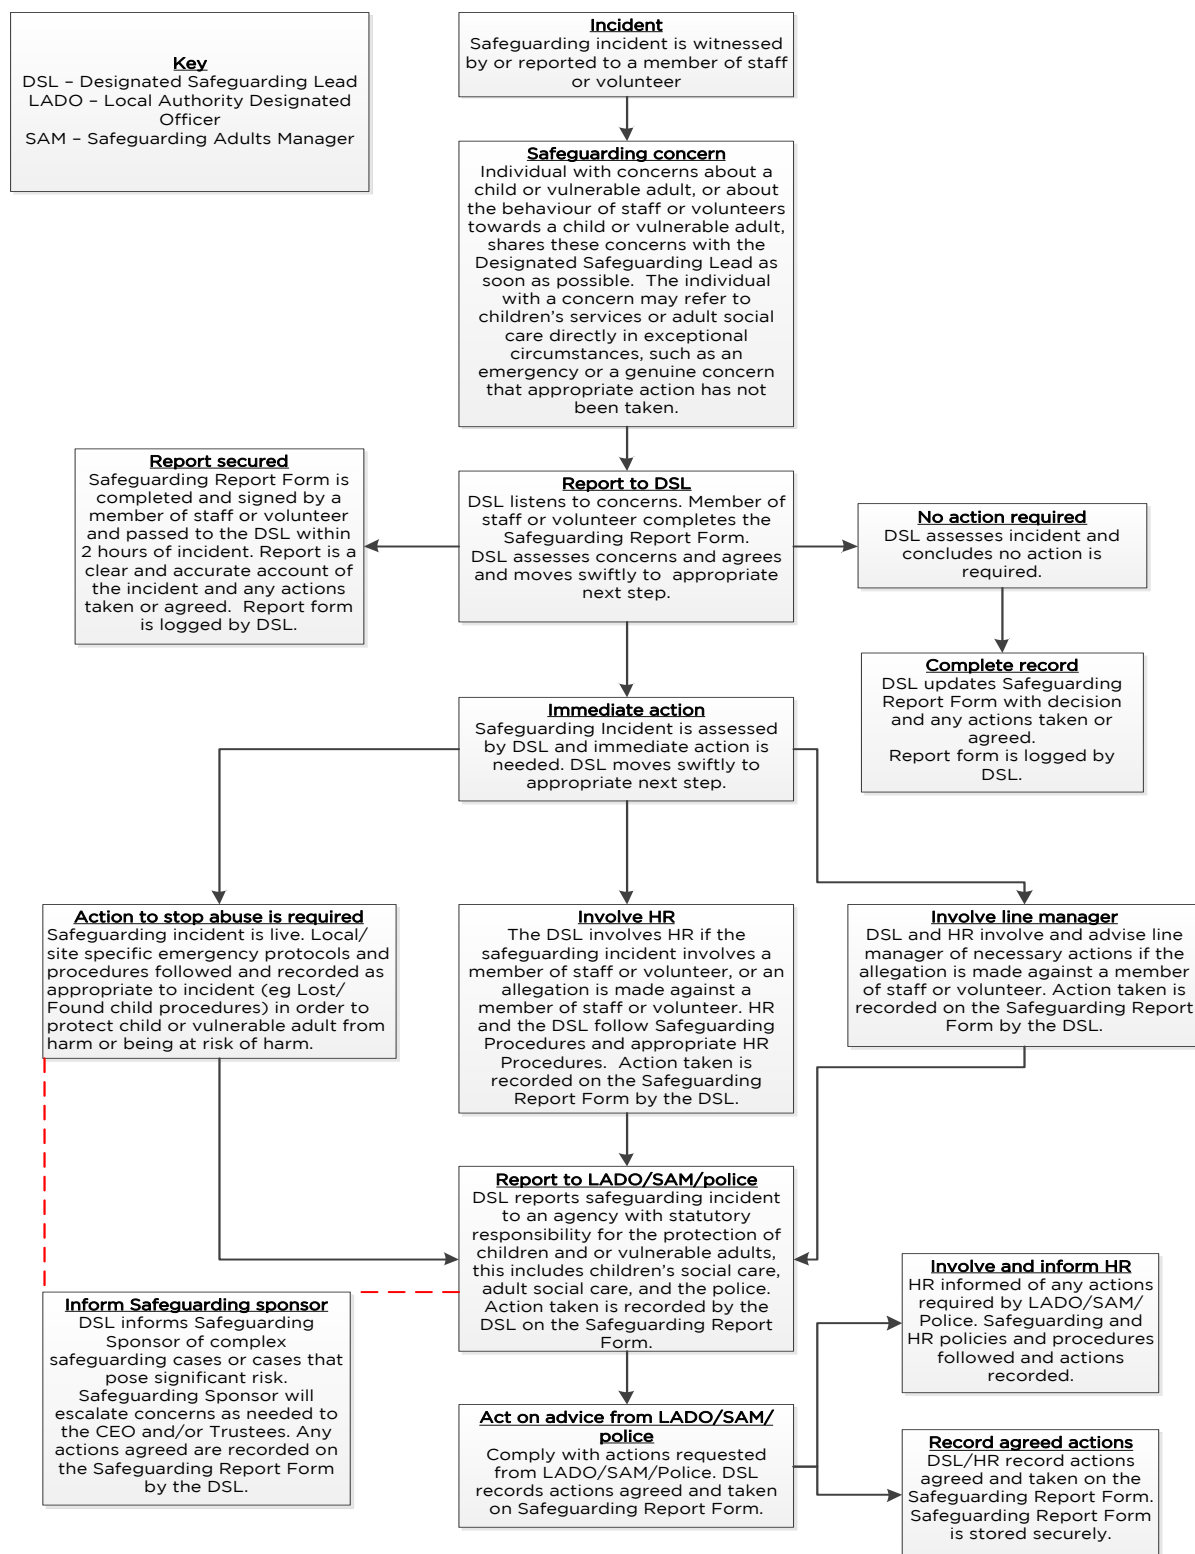 Key
DSL – Designated Safeguarding Lead
LADO – Local Authority Designated
Officer
SAM – Safeguarding Adults Manager
Incident
Safeguarding incident is witnessed
by or reported to a member of staff
or volunteer
Safeguarding concern
Individual with concerns about a
child or vulnerable adult, or about
the behaviour of staff or volunteers
towards a child or vulnerable adult,
shares these concerns with the
Designated Safeguarding Lead as
soon as possible.  The individual
with a concern may refer to
children's services or adult social
care directly in exceptional
circumstances, such as an
emergency or a genuine concern
that appropriate action has not
been taken.
Report secured
Safeguarding Report Form is
completed and signed by a
member of staff or volunteer
and passed to the DSL within
2 hours of incident. Report is a
clear and accurate account of
the incident and any actions
taken or agreed.  Report form
is logged by DSL.
Report to DSL
DSL listens to concerns. Member of
staff or volunteer completes the
Safeguarding Report Form.
DSL assesses concerns and agrees
and moves swiftly to  appropriate
next step.
No action required
DSL assesses incident and
concludes no action is
required.
Complete record
DSL updates Safeguarding
Report Form with decision
and any actions taken or
agreed.
Report form is logged by
DSL.
Immediate action
Safeguarding Incident is assessed
by DSL and immediate action is
needed. DSL moves swiftly to
appropriate next step.
Action to stop abuse is required
Safeguarding incident is live. Local/
site specific emergency protocols and
procedures followed and recorded as
appropriate to incident (eg Lost/
Found child procedures) in order to
protect child or vulnerable adult from
harm or being at risk of harm.
Involve HR
The DSL involves HR if the
safeguarding incident involves a
member of staff or volunteer, or an
allegation is made against a
member of staff or volunteer. HR
and the DSL follow Safeguarding
Procedures and appropriate HR
Procedures.  Action taken is
recorded on the Safeguarding
Report Form by the DSL.
Involve line manager
DSL and HR involve and advise line
manager of necessary actions if the
allegation is made against a member
of staff or volunteer. Action taken is
recorded on the Safeguarding Report
Form by the DSL.
Report to LADO/SAM/police
DSL reports safeguarding incident
to an agency with statutory
responsibility for the protection of
children and or vulnerable adults,
this includes children's social care,
adult social care, and the police.
Action taken is recorded by the
DSL on the Safeguarding Report
Form.
Inform Safeguarding sponsor
DSL informs Safeguarding
Sponsor of complex
safeguarding cases or cases that
pose significant risk.
Safeguarding Sponsor will
escalate concerns as needed to
the CEO and/or Trustees. Any
actions agreed are recorded on
the Safeguarding Report Form
by the DSL.
Act on advice from LADO/SAM/
police
Comply with actions requested
from LADO/SAM/Police. DSL
records actions agreed and taken
on Safeguarding Report Form.
Involve and inform HR
HR informed of any actions
required by LADO/SAM/
Police. Safeguarding and
HR policies and procedures
followed and actions
recorded.
Record agreed actions
DSL/HR record actions
agreed and taken on the
Safeguarding Report Form.
Safeguarding Report Form
is stored securely.